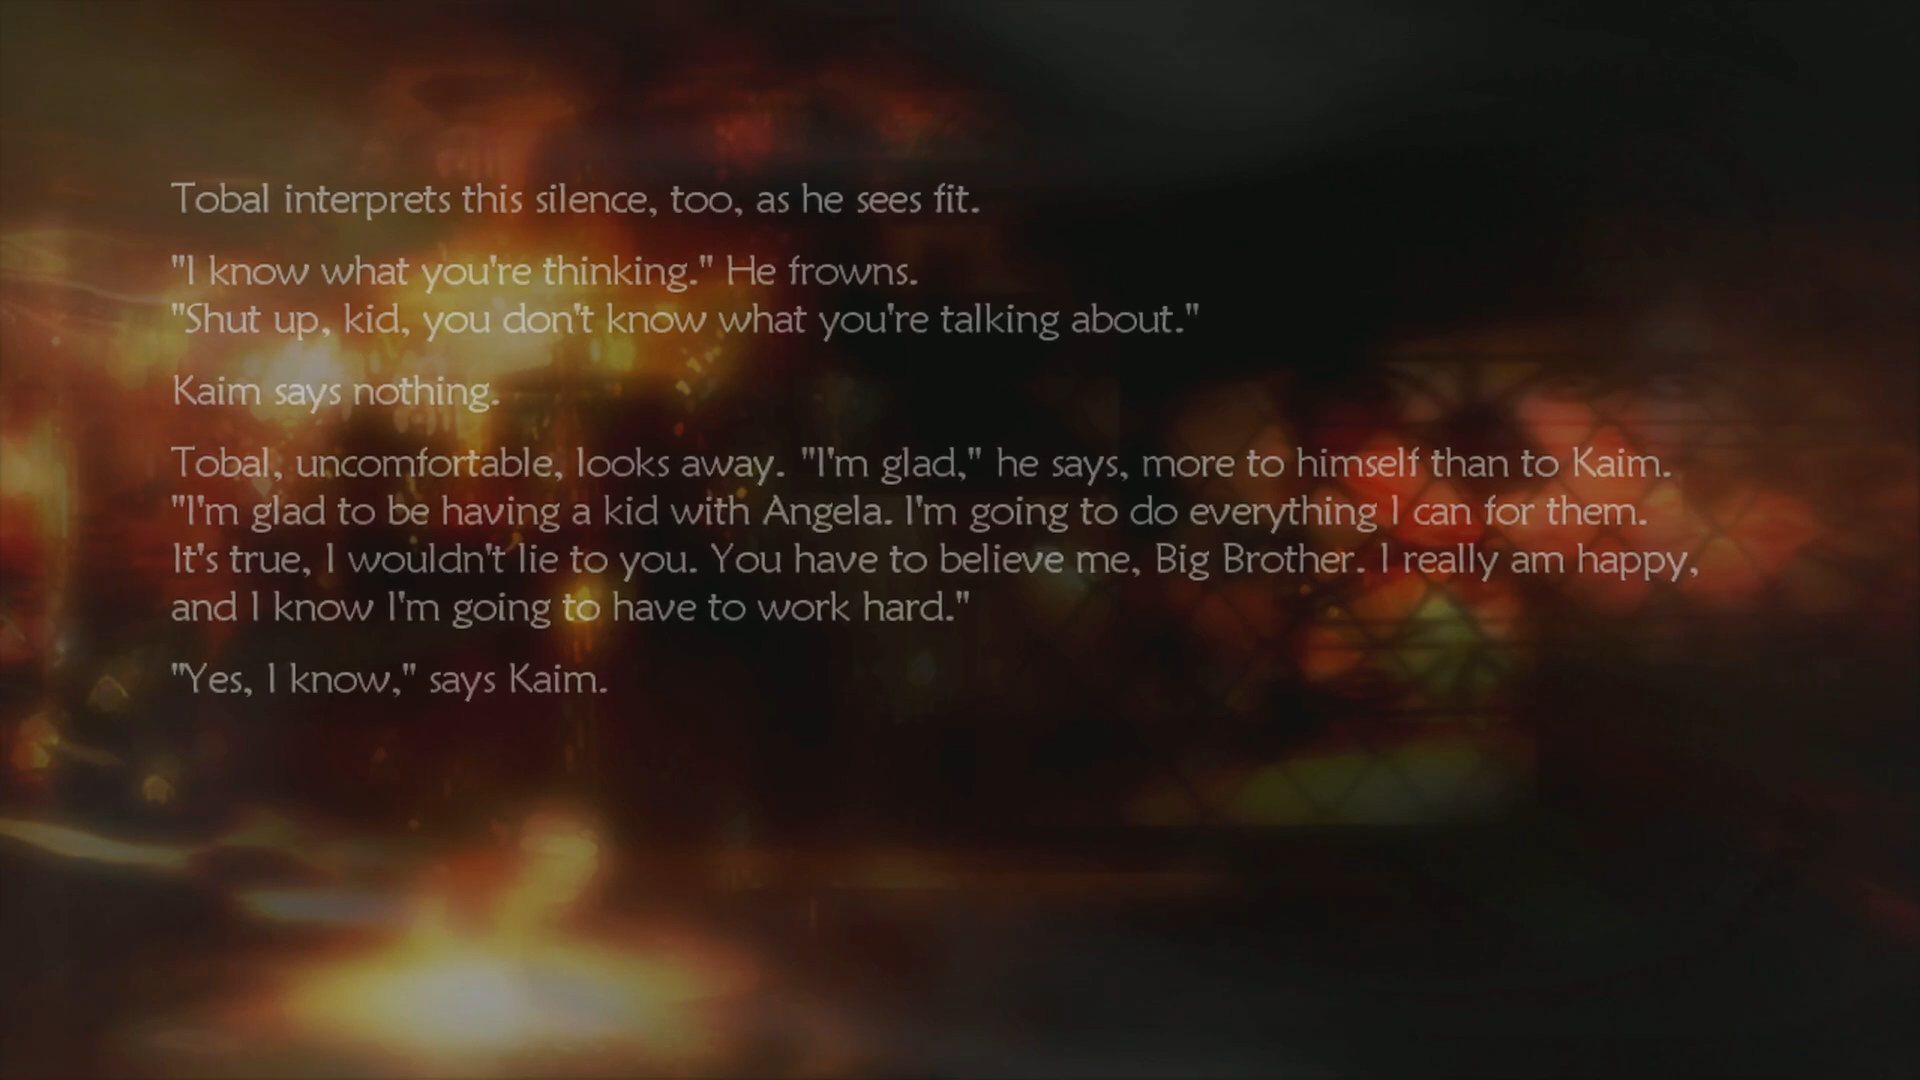 Tobal interprets this silence, too, as he sees fit.
"I know what you're thinking." He frowns.
"Shut up, kid, you don't know what you're talking about."
Kaim says nothing.
Tobal, uncomfortable, looks away. "I'm glad," he says, more to himself than to Kaim.
"I'm glad to be having a kid with Angela. I'm going to do everything I can for them.
It's true, I wouldn't lie to you. You have to believe me, Big Brother. I really am happy,
and I know I'm going to have to work hard."
"Yes, I know," says Kaim.